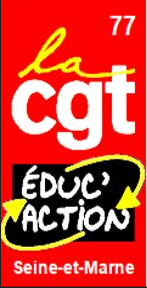 77
la
cgt
ÉDUC'
ACTION
Seine-et-Marne